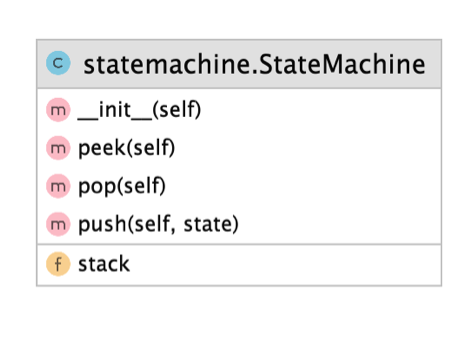 c statemachine.StateMachine
m __init__(self)
m peek(self)
m pop(self)
m push(self, state)
f stack